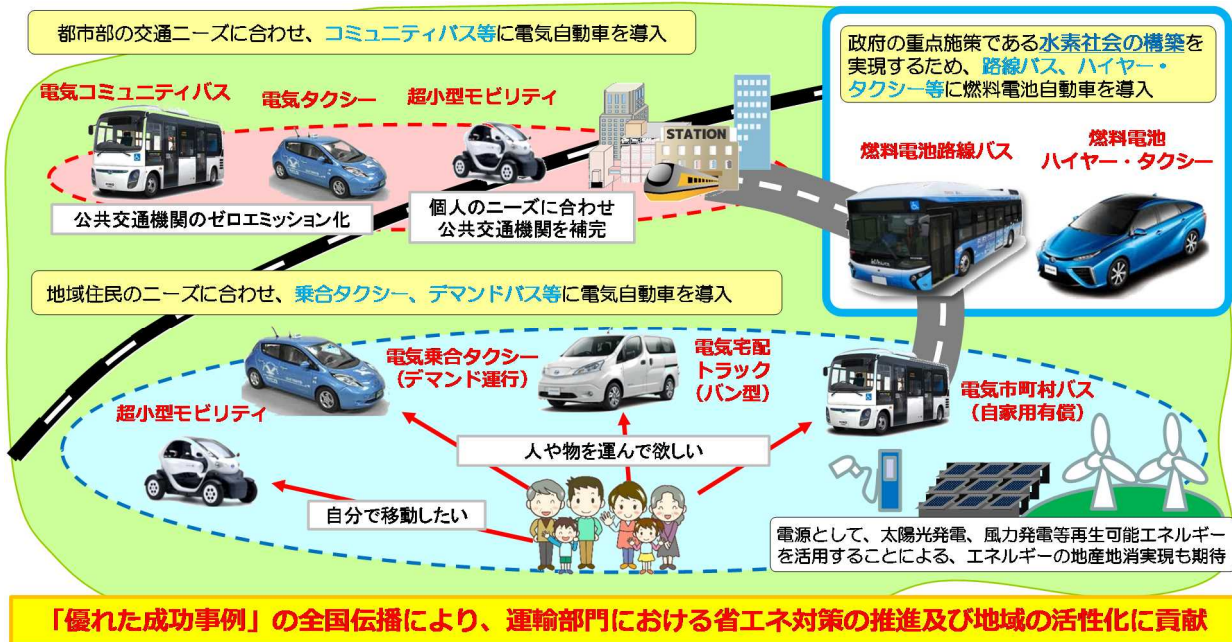 都市部の交通ニーズに合わせ、コミュニティバス等に電気自動車を導入
政府の重点施策である水素社会の構築を
実現するため、路線バス、ハイヤー・
タクシー等に燃料電池自動車を導入
電気コミュニティバス
電気タクシー
超小型モビリティ
STATION
燃料電池路線バス
燃料電池
ハイヤー・タクシー
公共交通機関のゼロエミッション化
個人のニーズに合わせ
公共交通機関を補完
地域住民のニーズに合わせ、乗合タクシー、デマンドバス等に電気自動車を導入
電気乗合タクシー
(デマンド運行)
電気宅配
トラック
(バン型)
電気市町村バス
(自家用有償)
超小型モビリティ
人や物を運んで欲しい
自分で移動したい
電源として、太陽光発電、風力発電等再生可能エネルギー
を活用することによる、エネルギーの地産地消実現も期待
「優れた成功事例」の全国伝播により、運輸部門における省エネ対策の推進及び地域の活性化に貢献